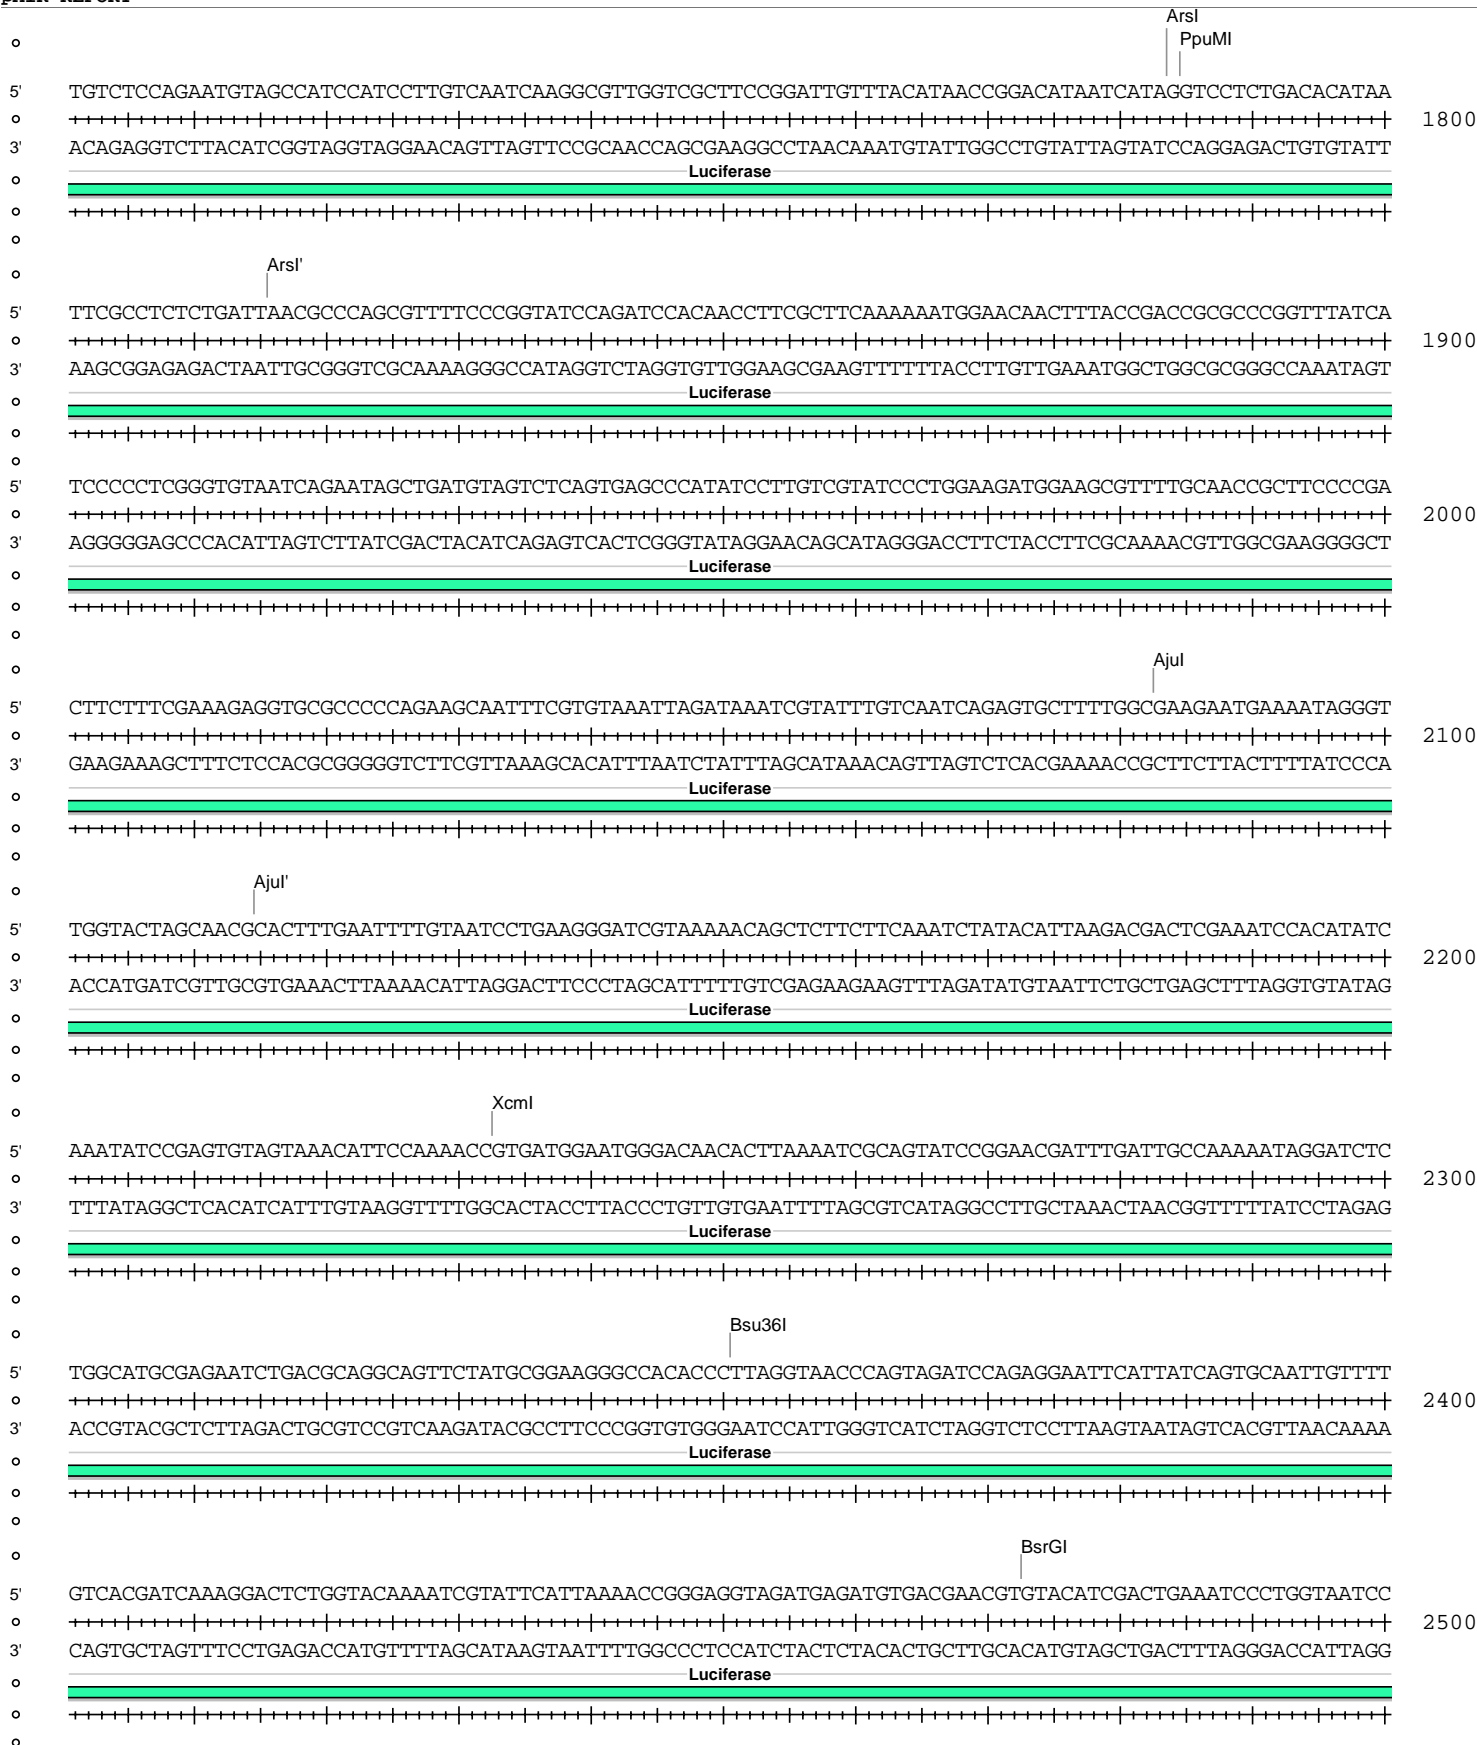 ArsI
PpuMI
5' TGTCTCCAGAATGTAGCCATCCATCCTTGTCAATCAAGGCGTTGGTCGCTTCCGGATTGTTTACATAACCGGACATAATCATAGGTCCTCTGACACATAA
1800
3' ACAGAGGTCTTACATCGGTAGGTAGGAACAGTTAGTTCCGCAACCAGCGAAGGCCTAACAAATGTATTGGCCTGTATTAGTATCCAGGAGACTGTGTATT
Luciferase
ArsI'
5' TTCGCCTCTCTGATTAACGCCCAGCGTTTTCCCGGTATCCAGATCCACAACCTTCGCTTCAAAAAATGGAACAACTTTACCGACCGCGCCCGGTTTATCA
1900
3' AAGCGGAGAGACTAATTGCGGGTCGCAAAAGGGCCATAGGTCTAGGTGTTGGAAGCGAAGTTTTTTACCTTGTTGAAATGGCTGGCGCGGGCCAAATAGT
Luciferase
5' TCCCCCTCGGGTGTAATCAGAATAGCTGATGTAGTCTCAGTGAGCCCATATCCTTGTCGTATCCCTGGAAGATGGAAGCGTTTTGCAACCGCTTCCCCGA
2000
3' AGGGGGAGCCCACATTAGTCTTATCGACTACATCAGAGTCACTCGGGTATAGGAACAGCATAGGGACCTTCTACCTTCGCAAAACGTTGGCGAAGGGGCT
Luciferase
AjuI
5' CTTCTTTCGAAAGAGGTGCGCCCCCAGAAGCAATTTCGTGTAAATTAGATAAATCGTATTTGTCAATCAGAGTGCTTTTGGCGAAGAATGAAAATAGGGT
2100
3' GAAGAAAGCTTTCTCCACGCGGGGGTCTTCGTTAAAGCACATTTAATCTATTTAGCATAAACAGTTAGTCTCACGAAAACCGCTTCTTACTTTTATCCCA
Luciferase
AjuI'
5' TGGTACTAGCAACGCACTTTGAATTTTGTAATCCTGAAGGGATCGTAAAAACAGCTCTTCTTCAAATCTATACATTAAGACGACTCGAAATCCACATATC
2200
3' ACCATGATCGTTGCGTGAAACTTAAAACATTAGGACTTCCCTAGCATTTTTGTCGAGAAGAAGTTTAGATATGTAATTCTGCTGAGCTTTAGGTGTATAG
Luciferase
XcmI
5' AAATATCCGAGTGTAGTAAACATTCCAAAACCGTGATGGAATGGGACAACACTTAAAATCGCAGTATCCGGAACGATTTGATTGCCAAAAATAGGATCTC
2300
3' TTTATAGGCTCACATCATTTGTAAGGTTTTGGCACTACCTTACCCTGTTGTGAATTTTAGCGTCATAGGCCTTGCTAAACTAACGGTTTTTATCCTAGAG
Luciferase
Bsu36I
5' TGGCATGCGAGAATCTGACGCAGGCAGTTCTATGCGGAAGGGCCACACCCTTAGGTAACCCAGTAGATCCAGAGGAATTCATTATCAGTGCAATTGTTTT
2400
3' ACCGTACGCTCTTAGACTGCGTCCGTCAAGATACGCCTTCCCGGTGTGGGAATCCATTGGGTCATCTAGGTCTCCTTAAGTAATAGTCACGTTAACAAAA
Luciferase
BsrGI
5' GTCACGATCAAAGGACTCTGGTACAAAATCGTATTCATTAAAACCGGGAGGTAGATGAGATGTGACGAACGTGTACATCGACTGAAATCCCTGGTAATCC
2500
3' CAGTGCTAGTTTCCTGAGACCATGTTTTAGCATAAGTAATTTTGGCCCTCCATCTACTCTACACTGCTTGCACATGTAGCTGACTTTAGGGACCATTAGG
Luciferase